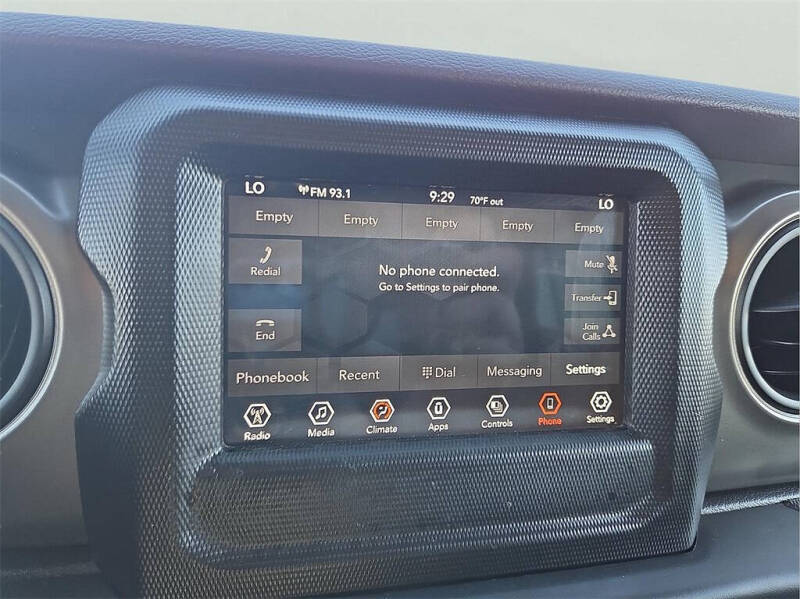 LO FM 93.1 9:29 70°F out LO
Empty Empty Empty Empty Empty
Redial
No phone connected.
Go to Settings to pair phone.
Mute
Transfer
End
Join
Calls
Phonebook Recent Dial Messaging Settings
Radio Media Climate Apps Controls Phone Settings